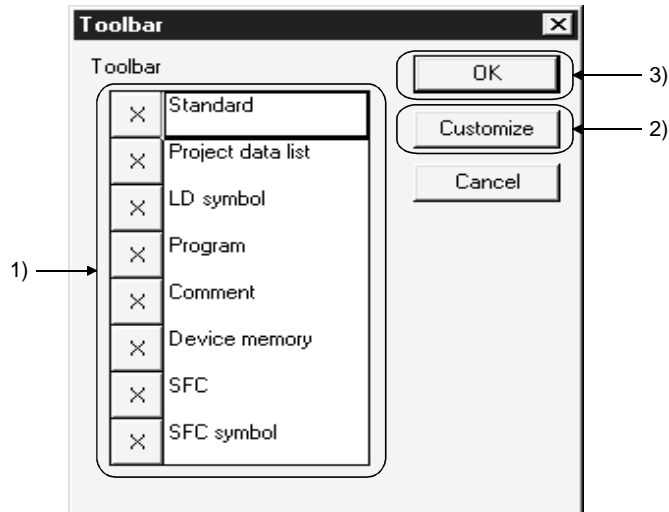 Toolbar
Toolbar
OK
3)
Standard
Customize
2)
Project data list
Cancel
LD symbol
Program
1)
Comment
Device memory
SFC
SFC symbol